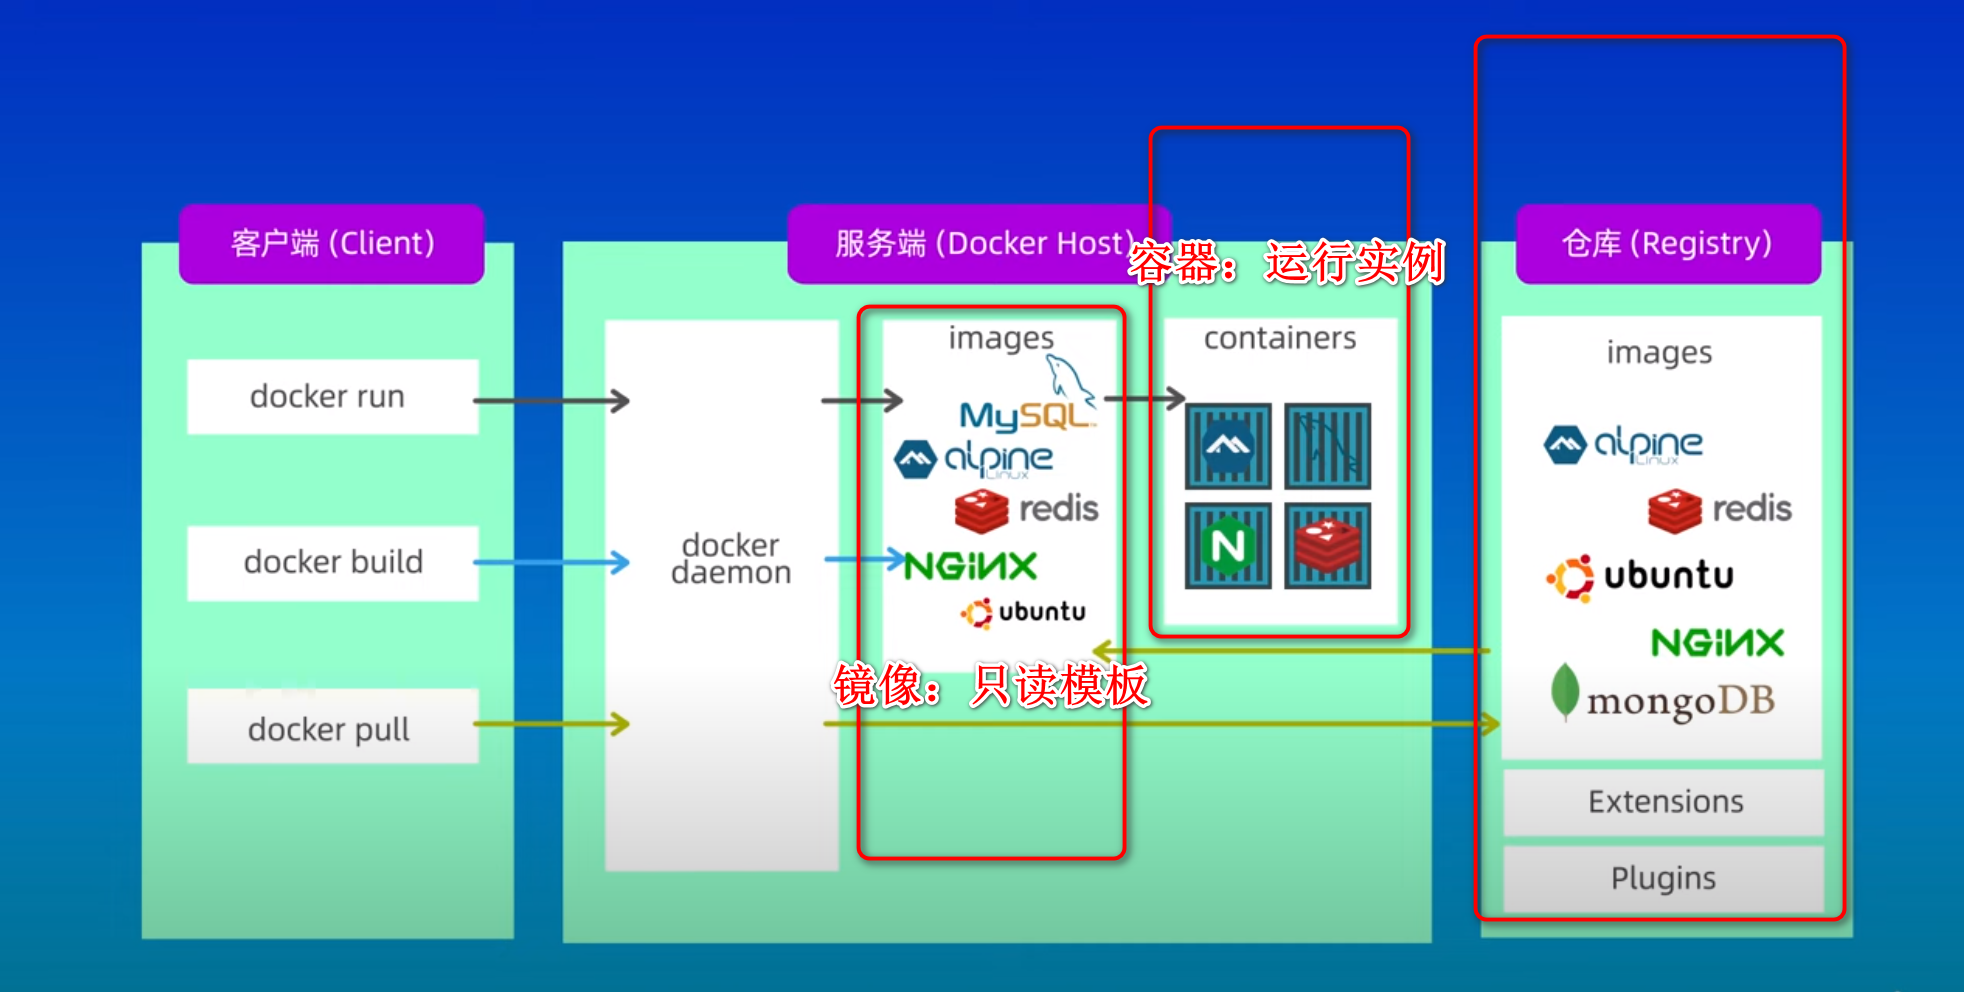 客户端 (Client)
docker run
docker build
docker pull
服务端 (Docker Host)
docker
daemon
images
MySQL
alpine
Linux
redis
NGINX
ubuntu
镜像：只读模板
容器：运行实例
containers
N
仓库 (Registry)
images
alpine
Linux
redis
ubuntu
NGINX
mongoDB
Extensions
Plugins